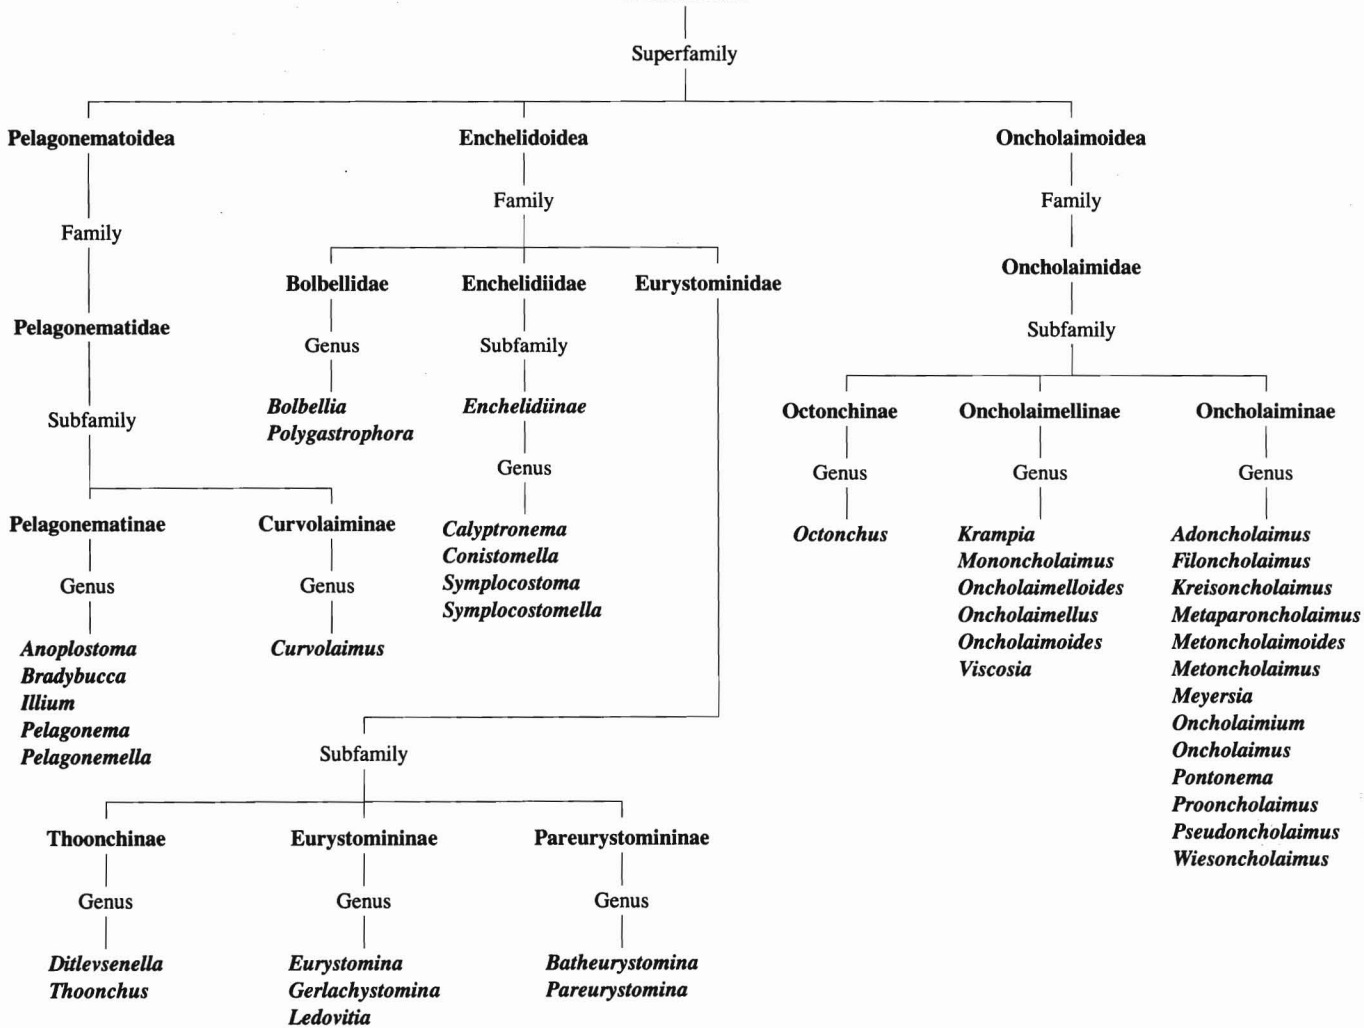 Superfamily
Pelagonematoidea
Family
Pelagonematidae
Subfamily
Pelagonematinae
Genus
Anoplostoma
Bradybucca
Illium
Pelagonema
Pelagonemella
Curvolaiminae
Genus
Curvolaimus
Enchelidoidea
Family
Bolbellidae
Genus
Bolbellia
Polygastrophora
Enchelidiidae
Subfamily
Enchelidiinae
Genus
Calyptronema
Conistomella
Symplocostoma
Symplocostomella
Eurystominidae
Subfamily
Thoonchinae
Genus
Ditlevsenella
Thoonchus
Eurystomininae
Genus
Eurystomina
Gerlachystomina
Ledovitia
Pareurystomininae
Genus
Batheurystomina
Pareurystomina
Oncholaimoidea
Family
Oncholaimidae
Subfamily
Octonchinae
Genus
Octonchus
Oncholaimellinae
Genus
Krampia
Mononcholaimus
Oncholaimelloides
Oncholaimellus
Oncholaimoides
Viscosia
Oncholaiminae
Genus
Adoncholaimus
Filoncholaimus
Kreisoncholaimus
Metaparoncholaimus
Metoncholaimoides
Metoncholaimus
Meyersia
Oncholaimium
Oncholaimus
Pontonema
Prooncholaimus
Pseudoncholaimus
Wiesoncholaimus